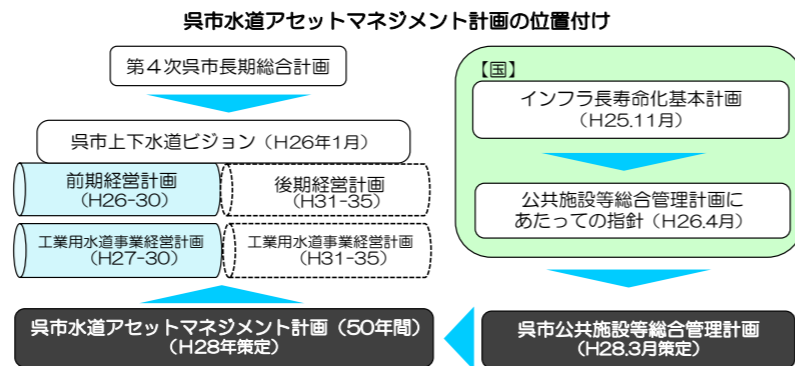 呉市水道アセットマネジメント計画の位置付け
第４次呉市長期総合計画
呉市上下水道ビジョン（H26年1月）
前期経営計画
（H26-30）
後期経営計画
（H31-35）
工業用水道事業経営計画
（H27-30）
工業用水道事業経営計画
（H31-35）
呉市水道アセットマネジメント計画（50年間）
（H28年策定）
【国】
インフラ長寿命化基本計画
（H25.11月）
公共施設等総合管理計画に
あたっての指針（H26.4月）
呉市公共施設等総合管理計画
（H28.3月策定）